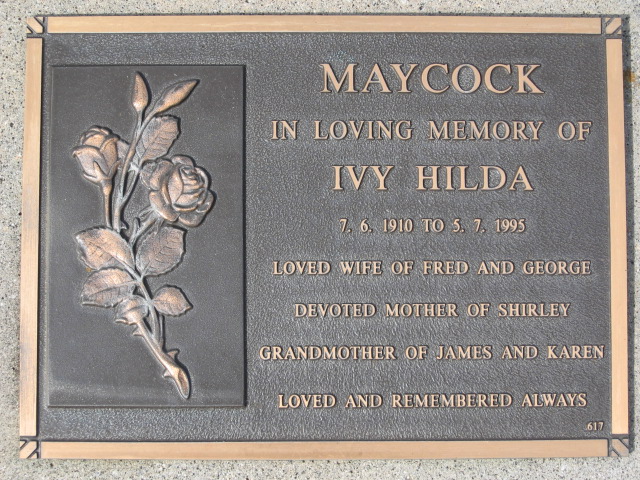 MAYCOCK
IN LOVING MEMORY OF
IVY HILDA
7. 6. 1910 TO 5. 7. 1995
LOVED WIFE OF FRED AND GEORGE
DEVOTED MOTHER OF SHIRLEY
GRANDMOTHER OF JAMES AND KAREN
LOVED AND REMEMBERED ALWAYS
617